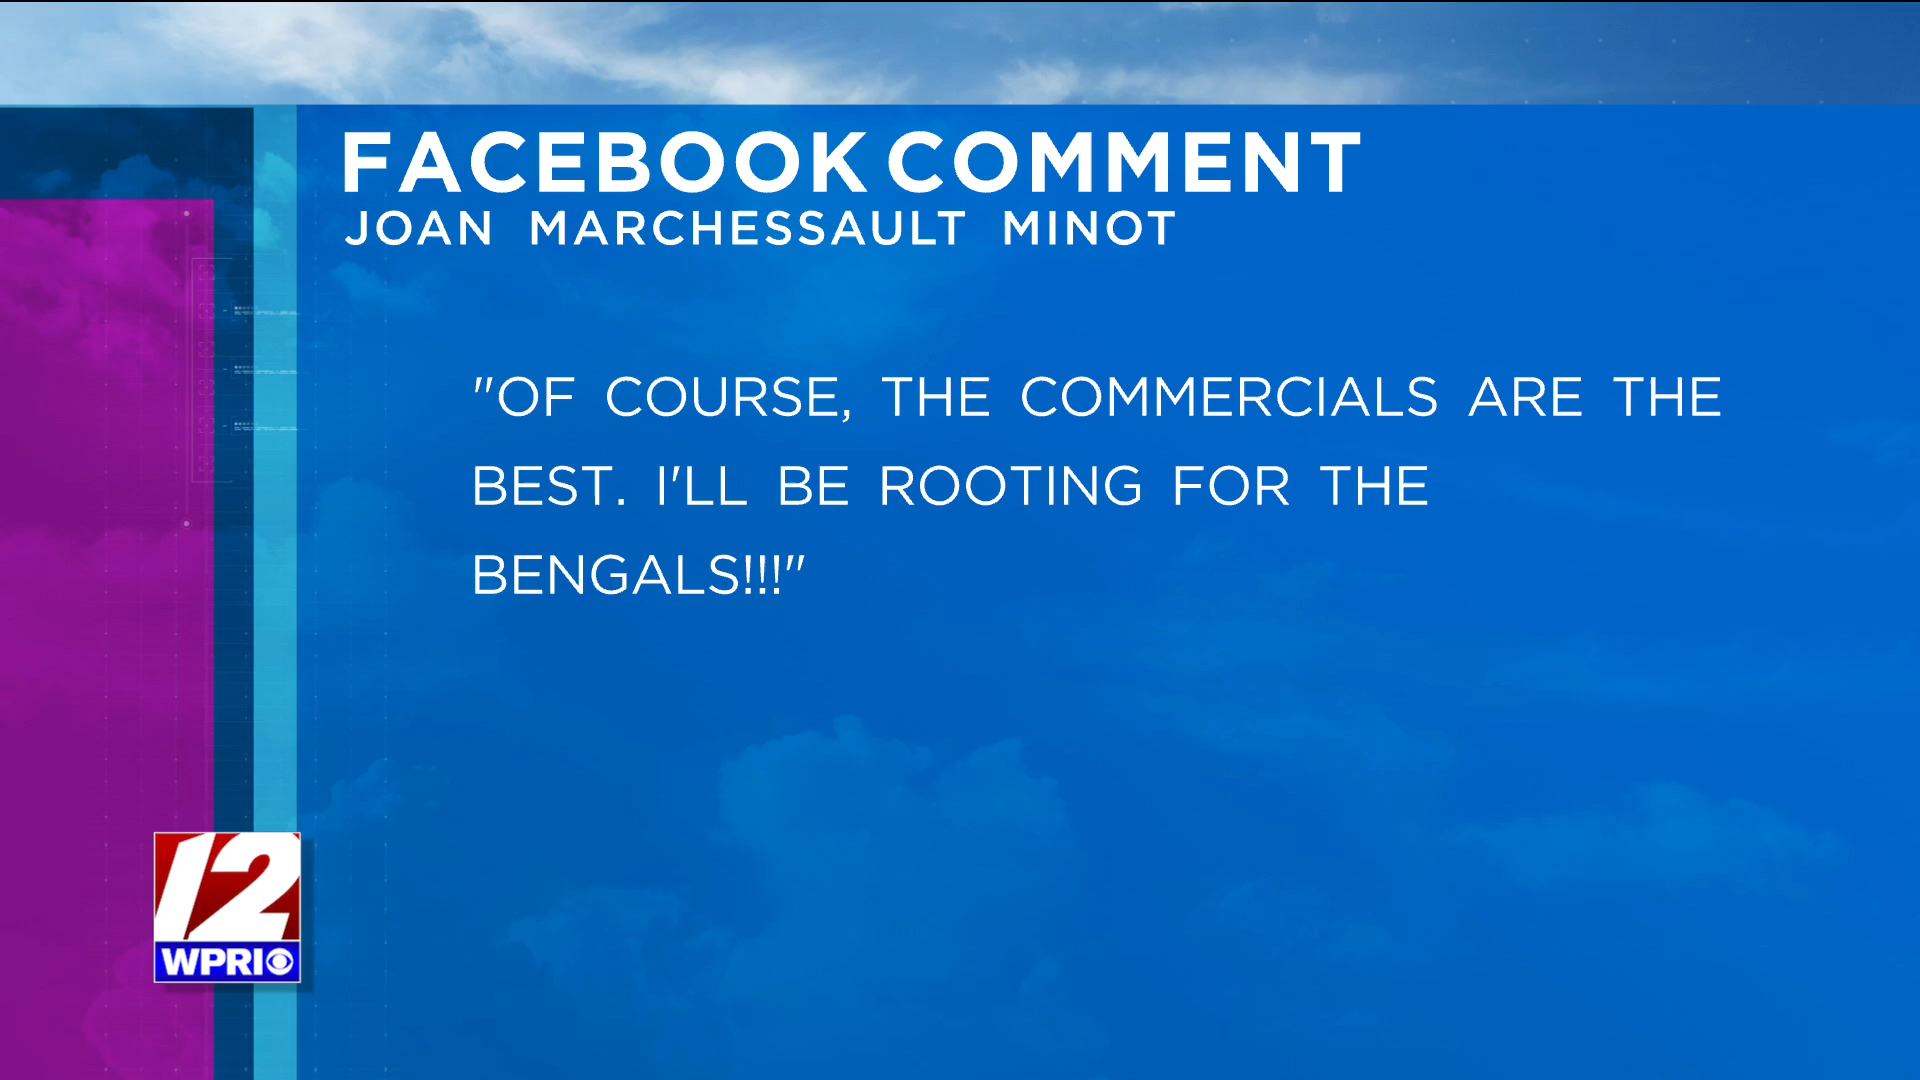 FACEBOOK COMMENT
JOAN MARCHESSAULT MINOT
"OF COURSE, THE COMMERCIALS ARE THE
BEST. I'LL BE ROOTING FOR THE
BENGALS!!!"
12
WPRI